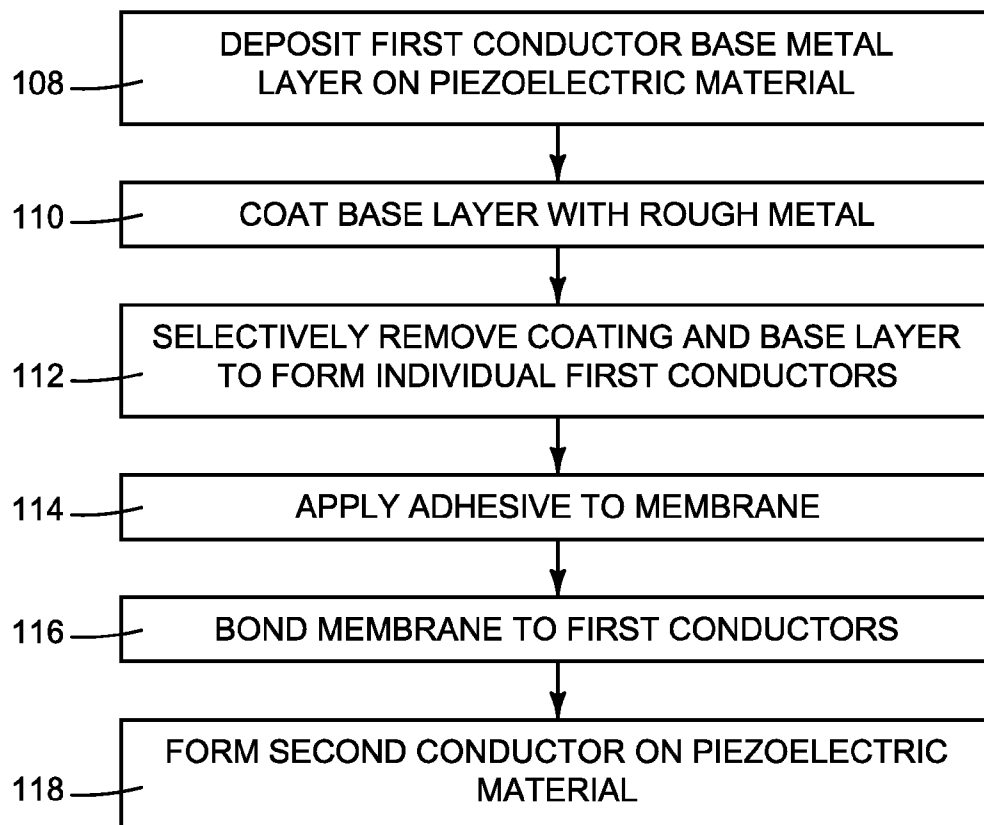 DEPOSIT FIRST CONDUCTOR BASE METAL
108
LAYER ON PIEZOELECTRIC MATERIAL
110
COAT BASE LAYER WITH ROUGH METAL
SELECTIVELY REMOVE COATING AND BASE LAYER
112
TO FORM INDIVIDUAL FIRST CONDUCTORS
114
APPLY ADHESIVE TO MEMBRANE
116
BOND MEMBRANE TO FIRST CONDUCTORS
FORM SECOND CONDUCTOR ON PIEZOELECTRIC
118
MATERIAL